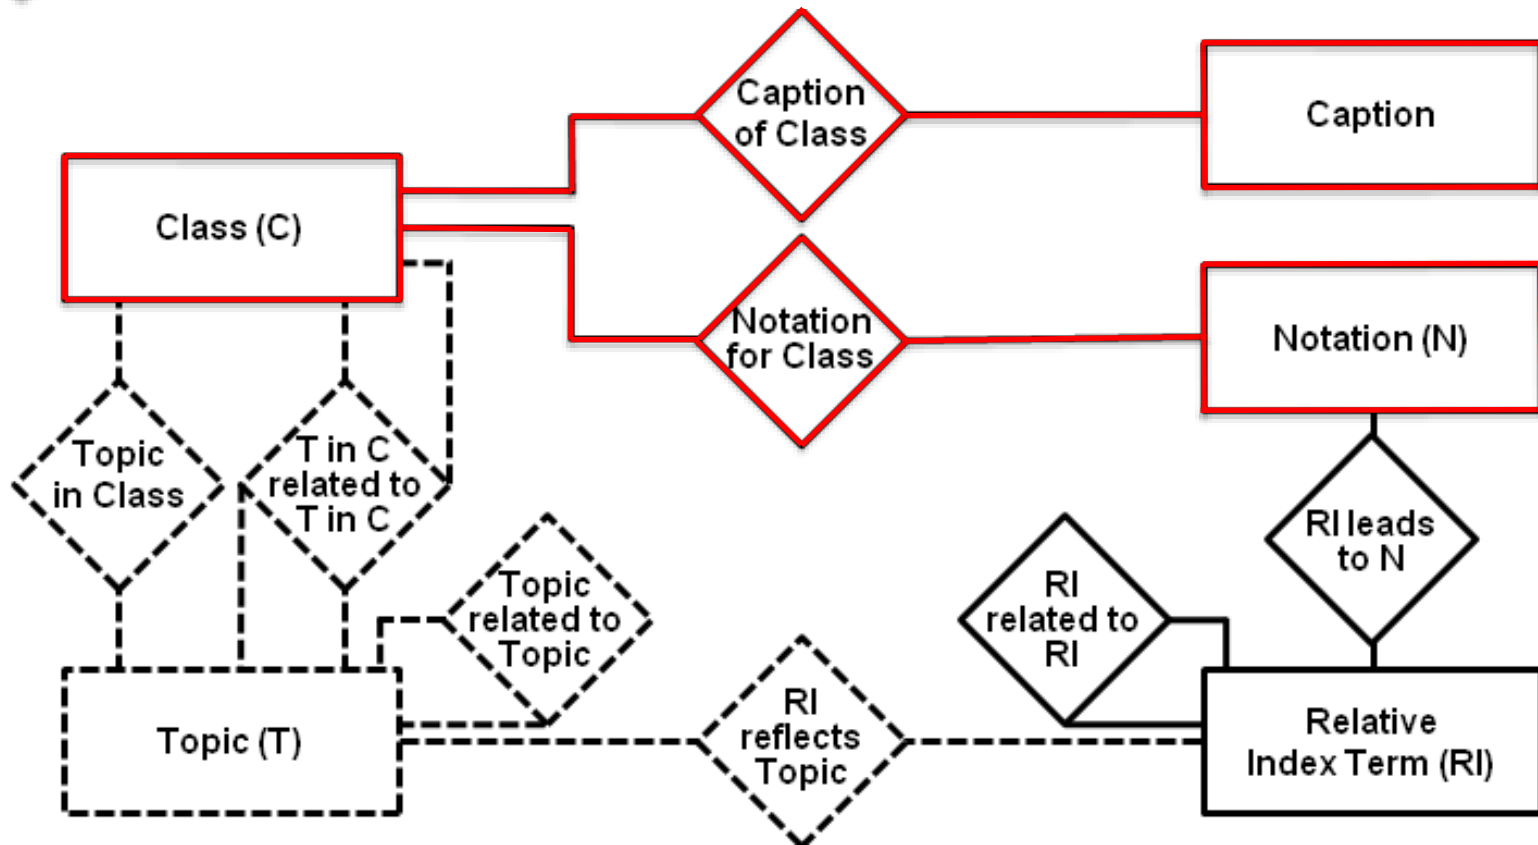 Caption
of Class
Caption
Class (C)
Notation
for Class
Notation (N)
Topic
in Class
T in C
related to
T in C
Topic
related to
Topic
RI
related to
RI
RI leads
to N
Topic (T)
RI
reflects
Topic
Relative
Index Term (RI)